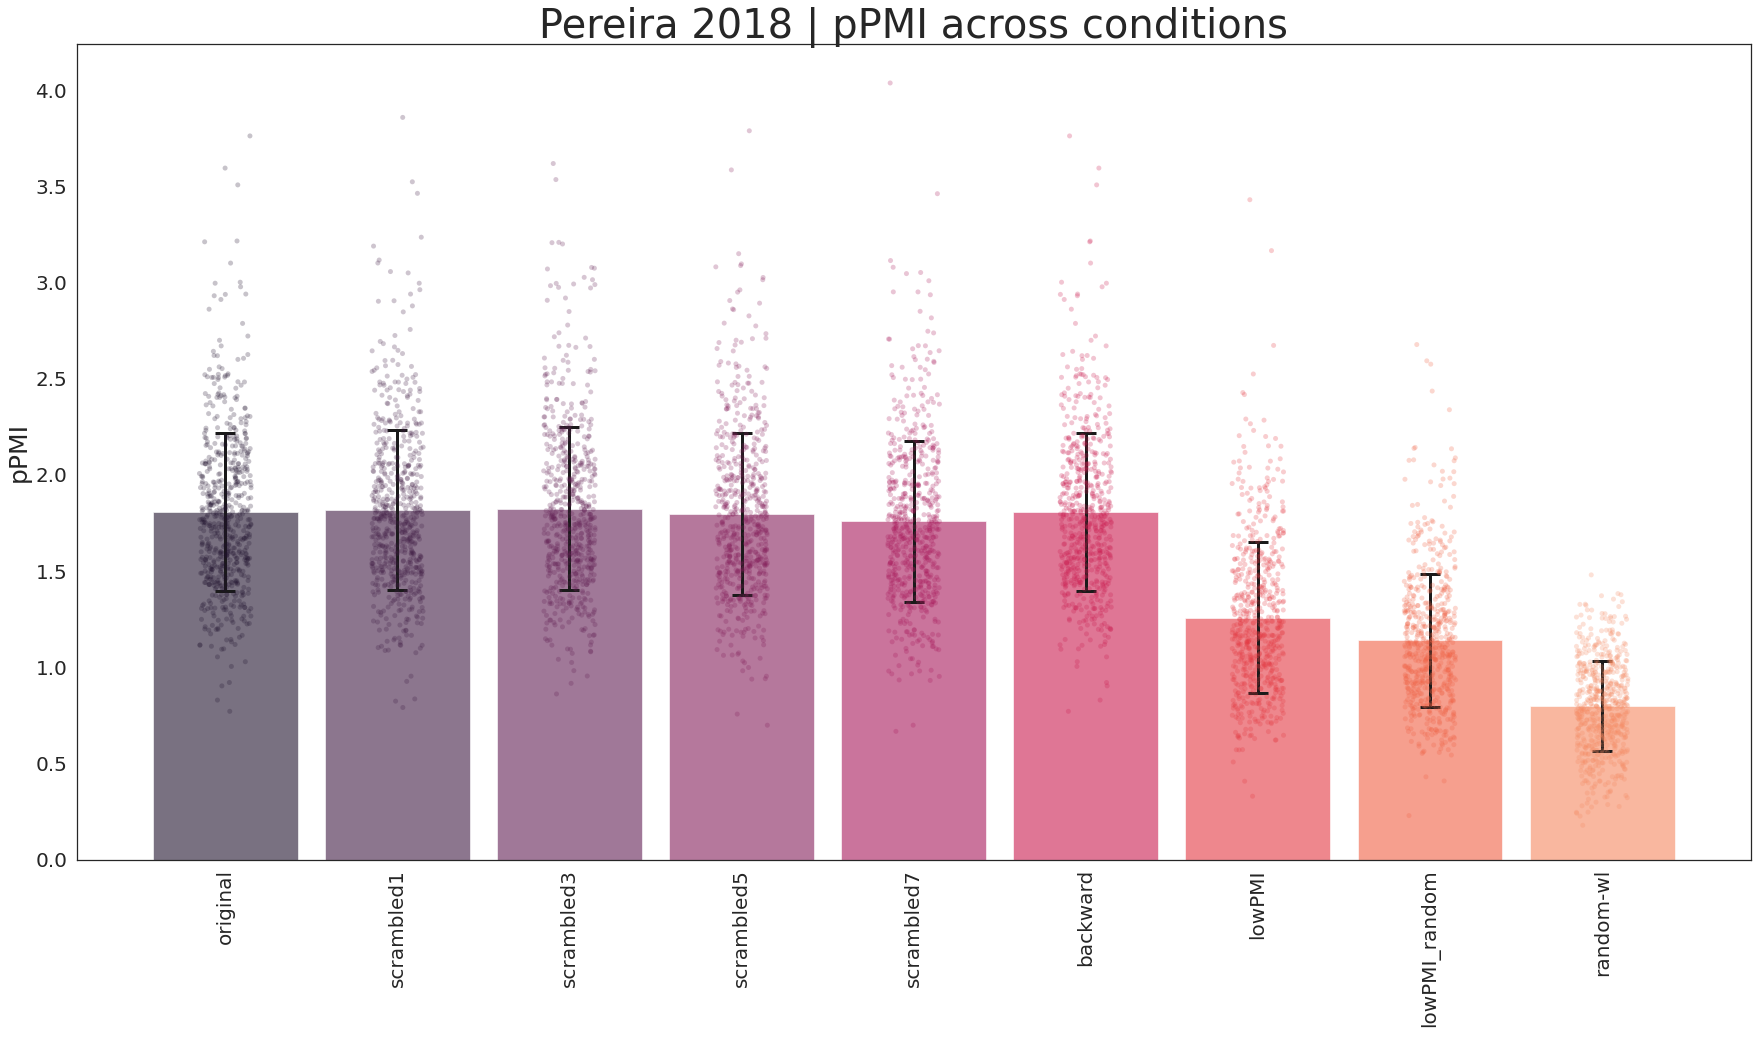 Pereira 2018 | pPMI across conditions
pPMI
4.0
3.5
3.0
2.5
2.0
1.5
1.0
0.5
0.0
original
scrambled1
scrambled3
scrambled5
scrambled7
backward
lowPMI
lowPMI_random
random-wl